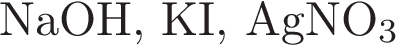 NaOH, KI, AgNO₃